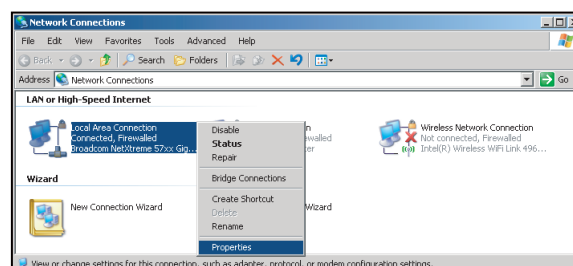 Network Connections
File Edit View Favorites Tools Advanced Help
Back Search Folders
Address Network Connections Go
LAN or High-Speed Internet
Local Area Connection
Connected, Firewalled
Broadcom NetXtreme 57xx Gig...
Disable
Status
Repair
Bridge Connections
Create Shortcut
Delete
Rename
Properties
Wireless Network Connection
Not connected, Firewalled
Intel(R) Wireless WiFi Link 496...
Wizard
New Connection Wizard
Wizard
View or change settings for this connection, such as adapter, protocol, or modem configuration settings.